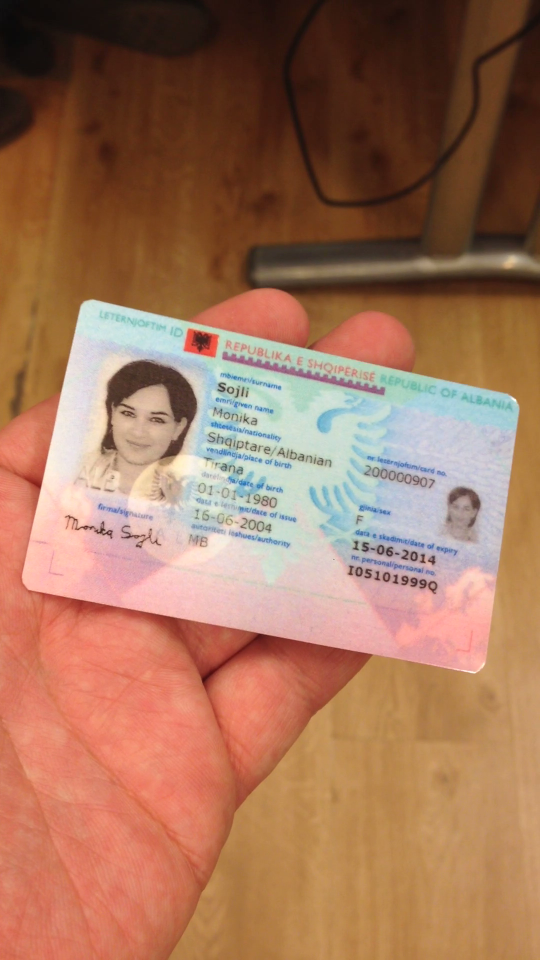 LETËRNJOFTIM ID REPUBLIKA E SHQIPËRISË REPUBLIC OF ALBANIA
mbiemri/surname
Sojli
emri/given name
Monika
shtetësia/nationality
Shqiptare/Albanian
vendlindja/place of birth
Tirana
datëlindja/date of birth
01-01-1980
data e lëshimit/date of issue
16-06-2004
autoriteti lëshues/authority
MB
nr. letërnjoftim/card no.
200000907
gjinia/sex
F
data e skadimit/date of expiry
15-06-2014
nr. personal/personal no.
I05101999Q
firma/signature
Monika Sojli